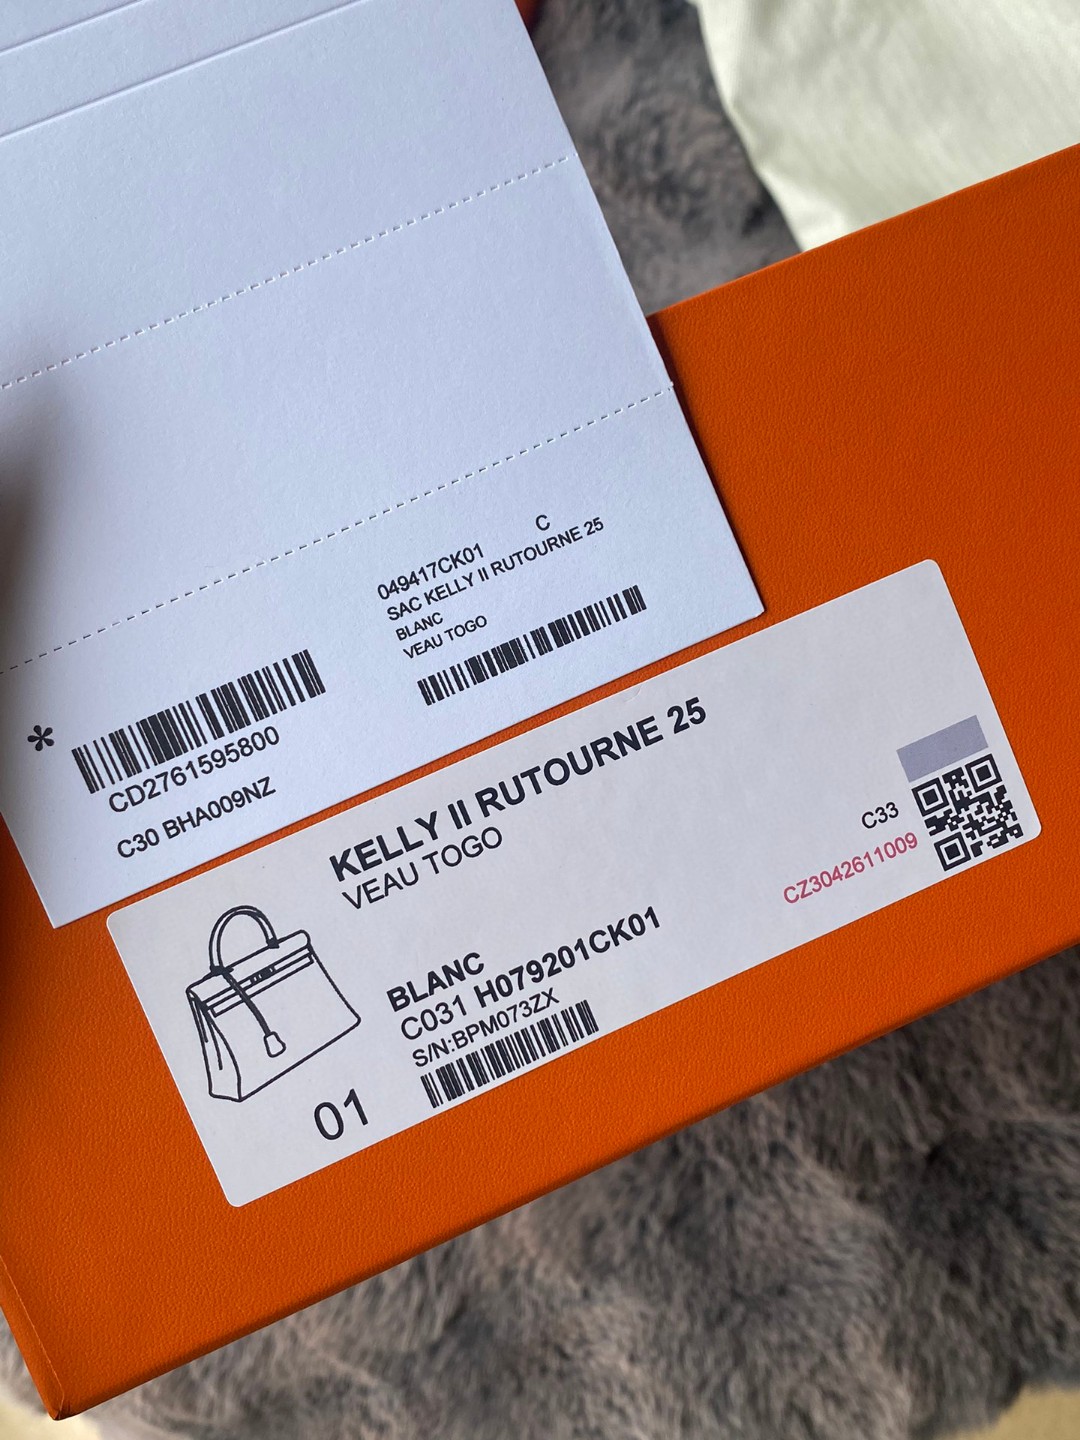 049417CK01 C
SAC KELLY II RUTOURNE 25
BLANC
VEAU TOGO
*
CD2761595800
C30 BHA009NZ
KELLY II RUTOURNE 25
VEAU TOGO
C33
CZ3042611009
BLANC
C031 H079201CK01
S/N:BPM073ZX
01